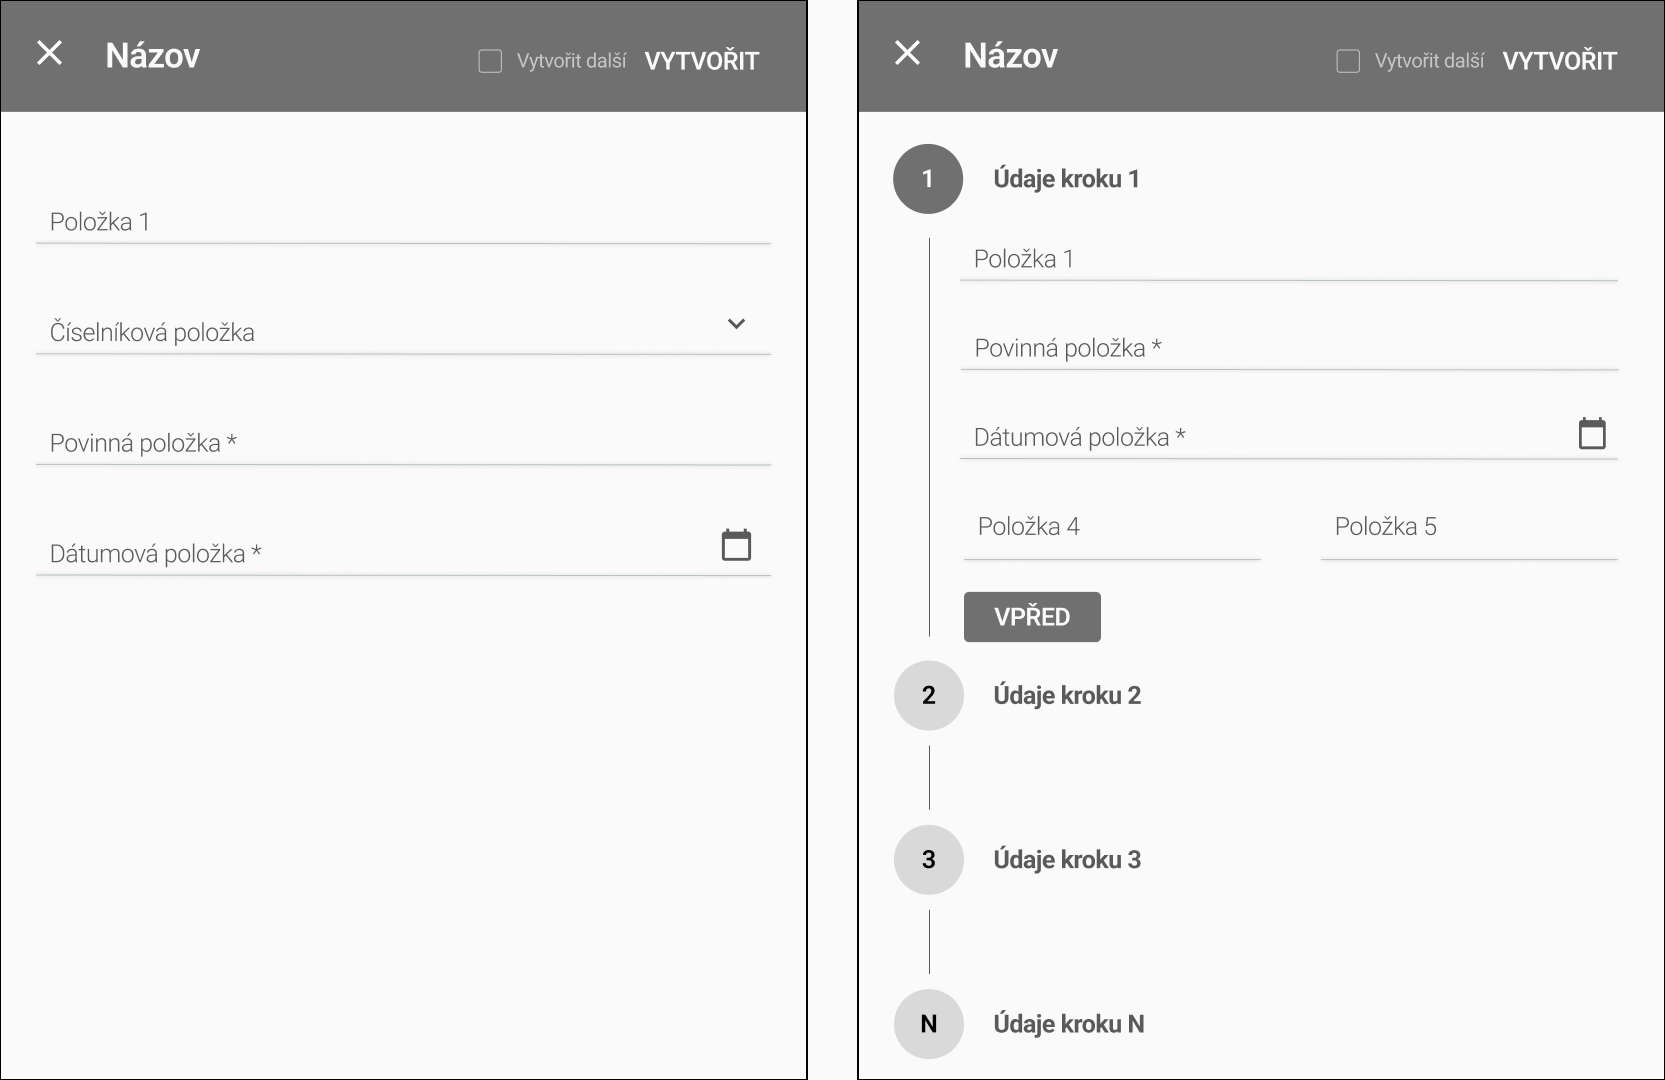 Názov
Vytvořit další VYTVOŘIT
Položka 1
Číselníková položka
Povinná položka *
Dátumová položka *
Názov
Vytvořit další VYTVOŘIT
1 Údaje kroku 1
Položka 1
Povinná položka *
Dátumová položka *
Položka 4 Položka 5
VPŘED
2 Údaje kroku 2
3 Údaje kroku 3
N Údaje kroku N